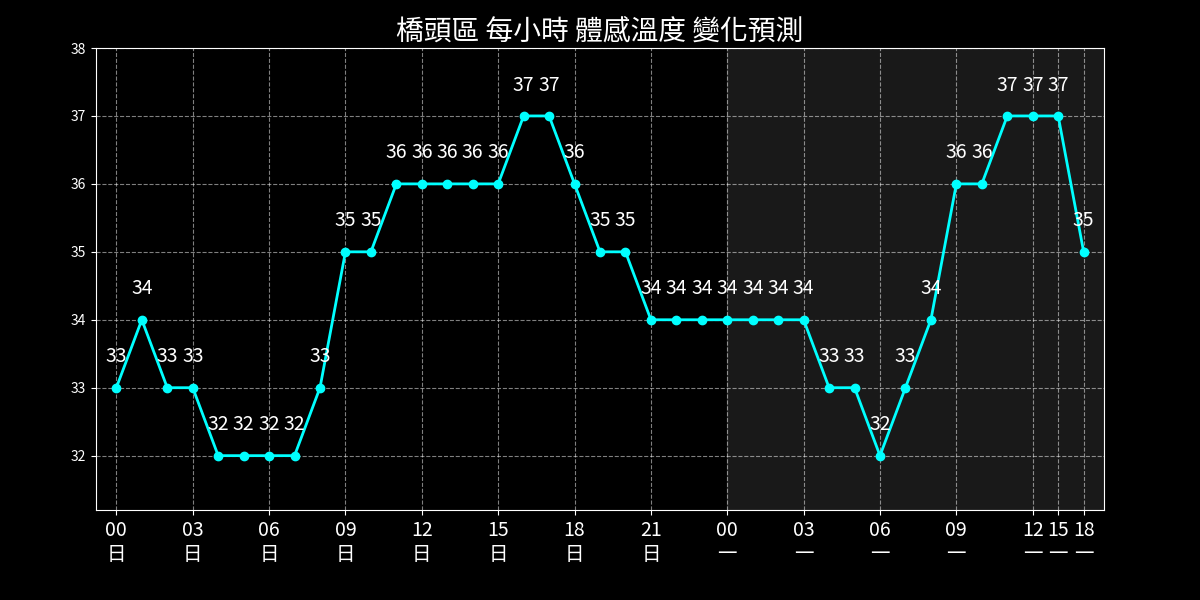 橋頭區 每小時 體感溫度 變化預測
38
37 37 37 37 37
37
36 36 36 36 36 36 36 36
36
35 35 35 35 35
35
34 34 34 34 34 34 34 34 34
34
33 33 33 33 33 33 33
33
32 32 32 32 32
32
00 03 06 09 12 15 18 21 00 03 06 09 12 15 18
日 日 日 日 日 日 日 日 一 一 一 一 一 一 一